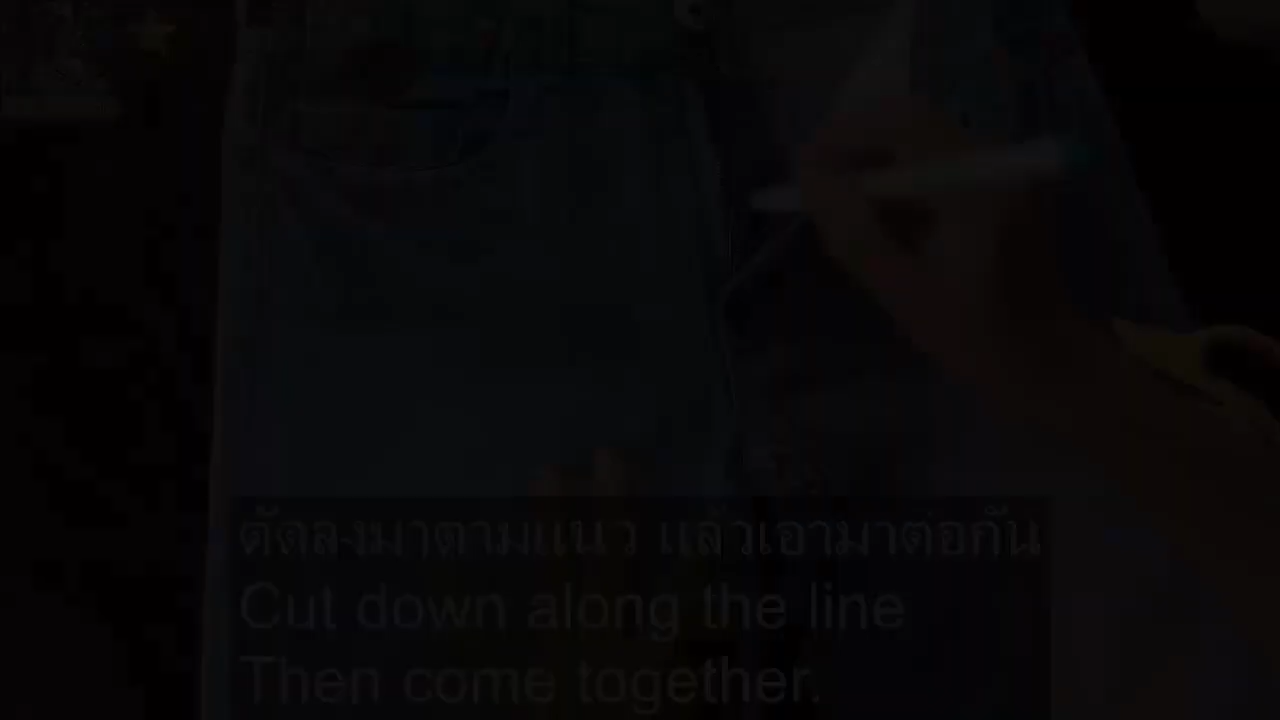 ตัดลงมาตามแนว แล้วเอามาต่อกัน
Cut down along the line
Then come together.